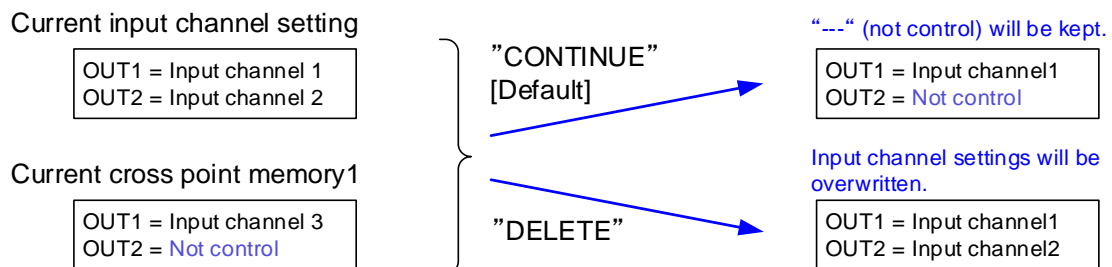 Current input channel setting
OUT1 = Input channel 1
OUT2 = Input channel 2
Current cross point memory1
OUT1 = Input channel 3
OUT2 = Not control
”CONTINUE”
[Default]
”DELETE”
“---“ (not control) will be kept.
OUT1 = Input channel1
OUT2 = Not control
Input channel settings will be
overwritten.
OUT1 = Input channel1
OUT2 = Input channel2